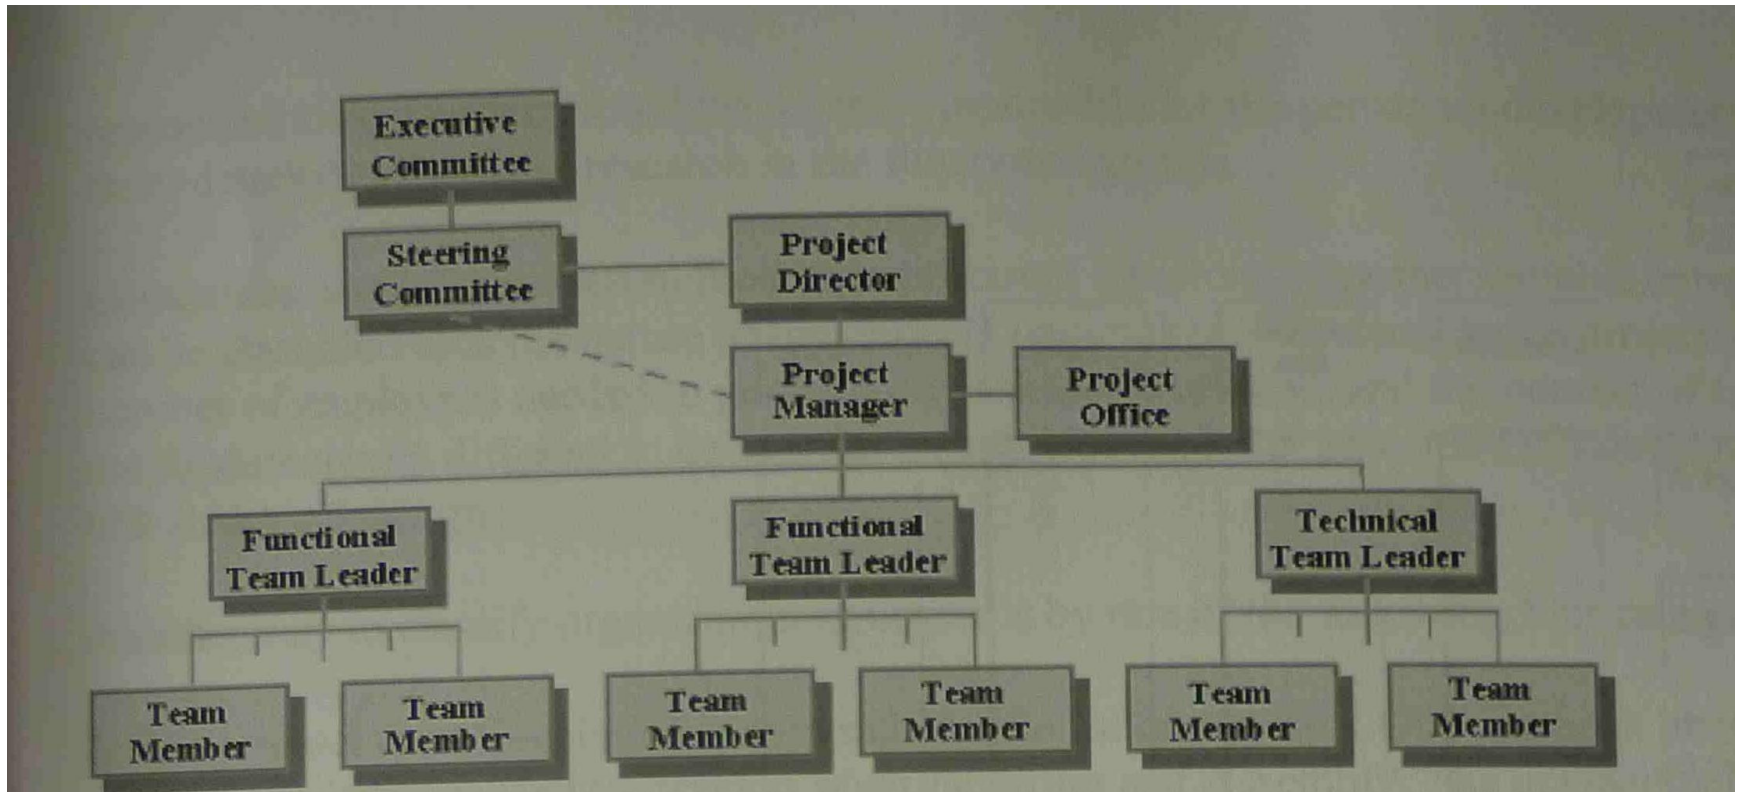 Executive
Committee
Steering
Committee
Project
Director
Project
Manager
Project
Office
Functional
Team Leader
Functional
Team Leader
Technical
Team Leader
Team
Member
Team
Member
Team
Member
Team
Member
Team
Member
Team
Member